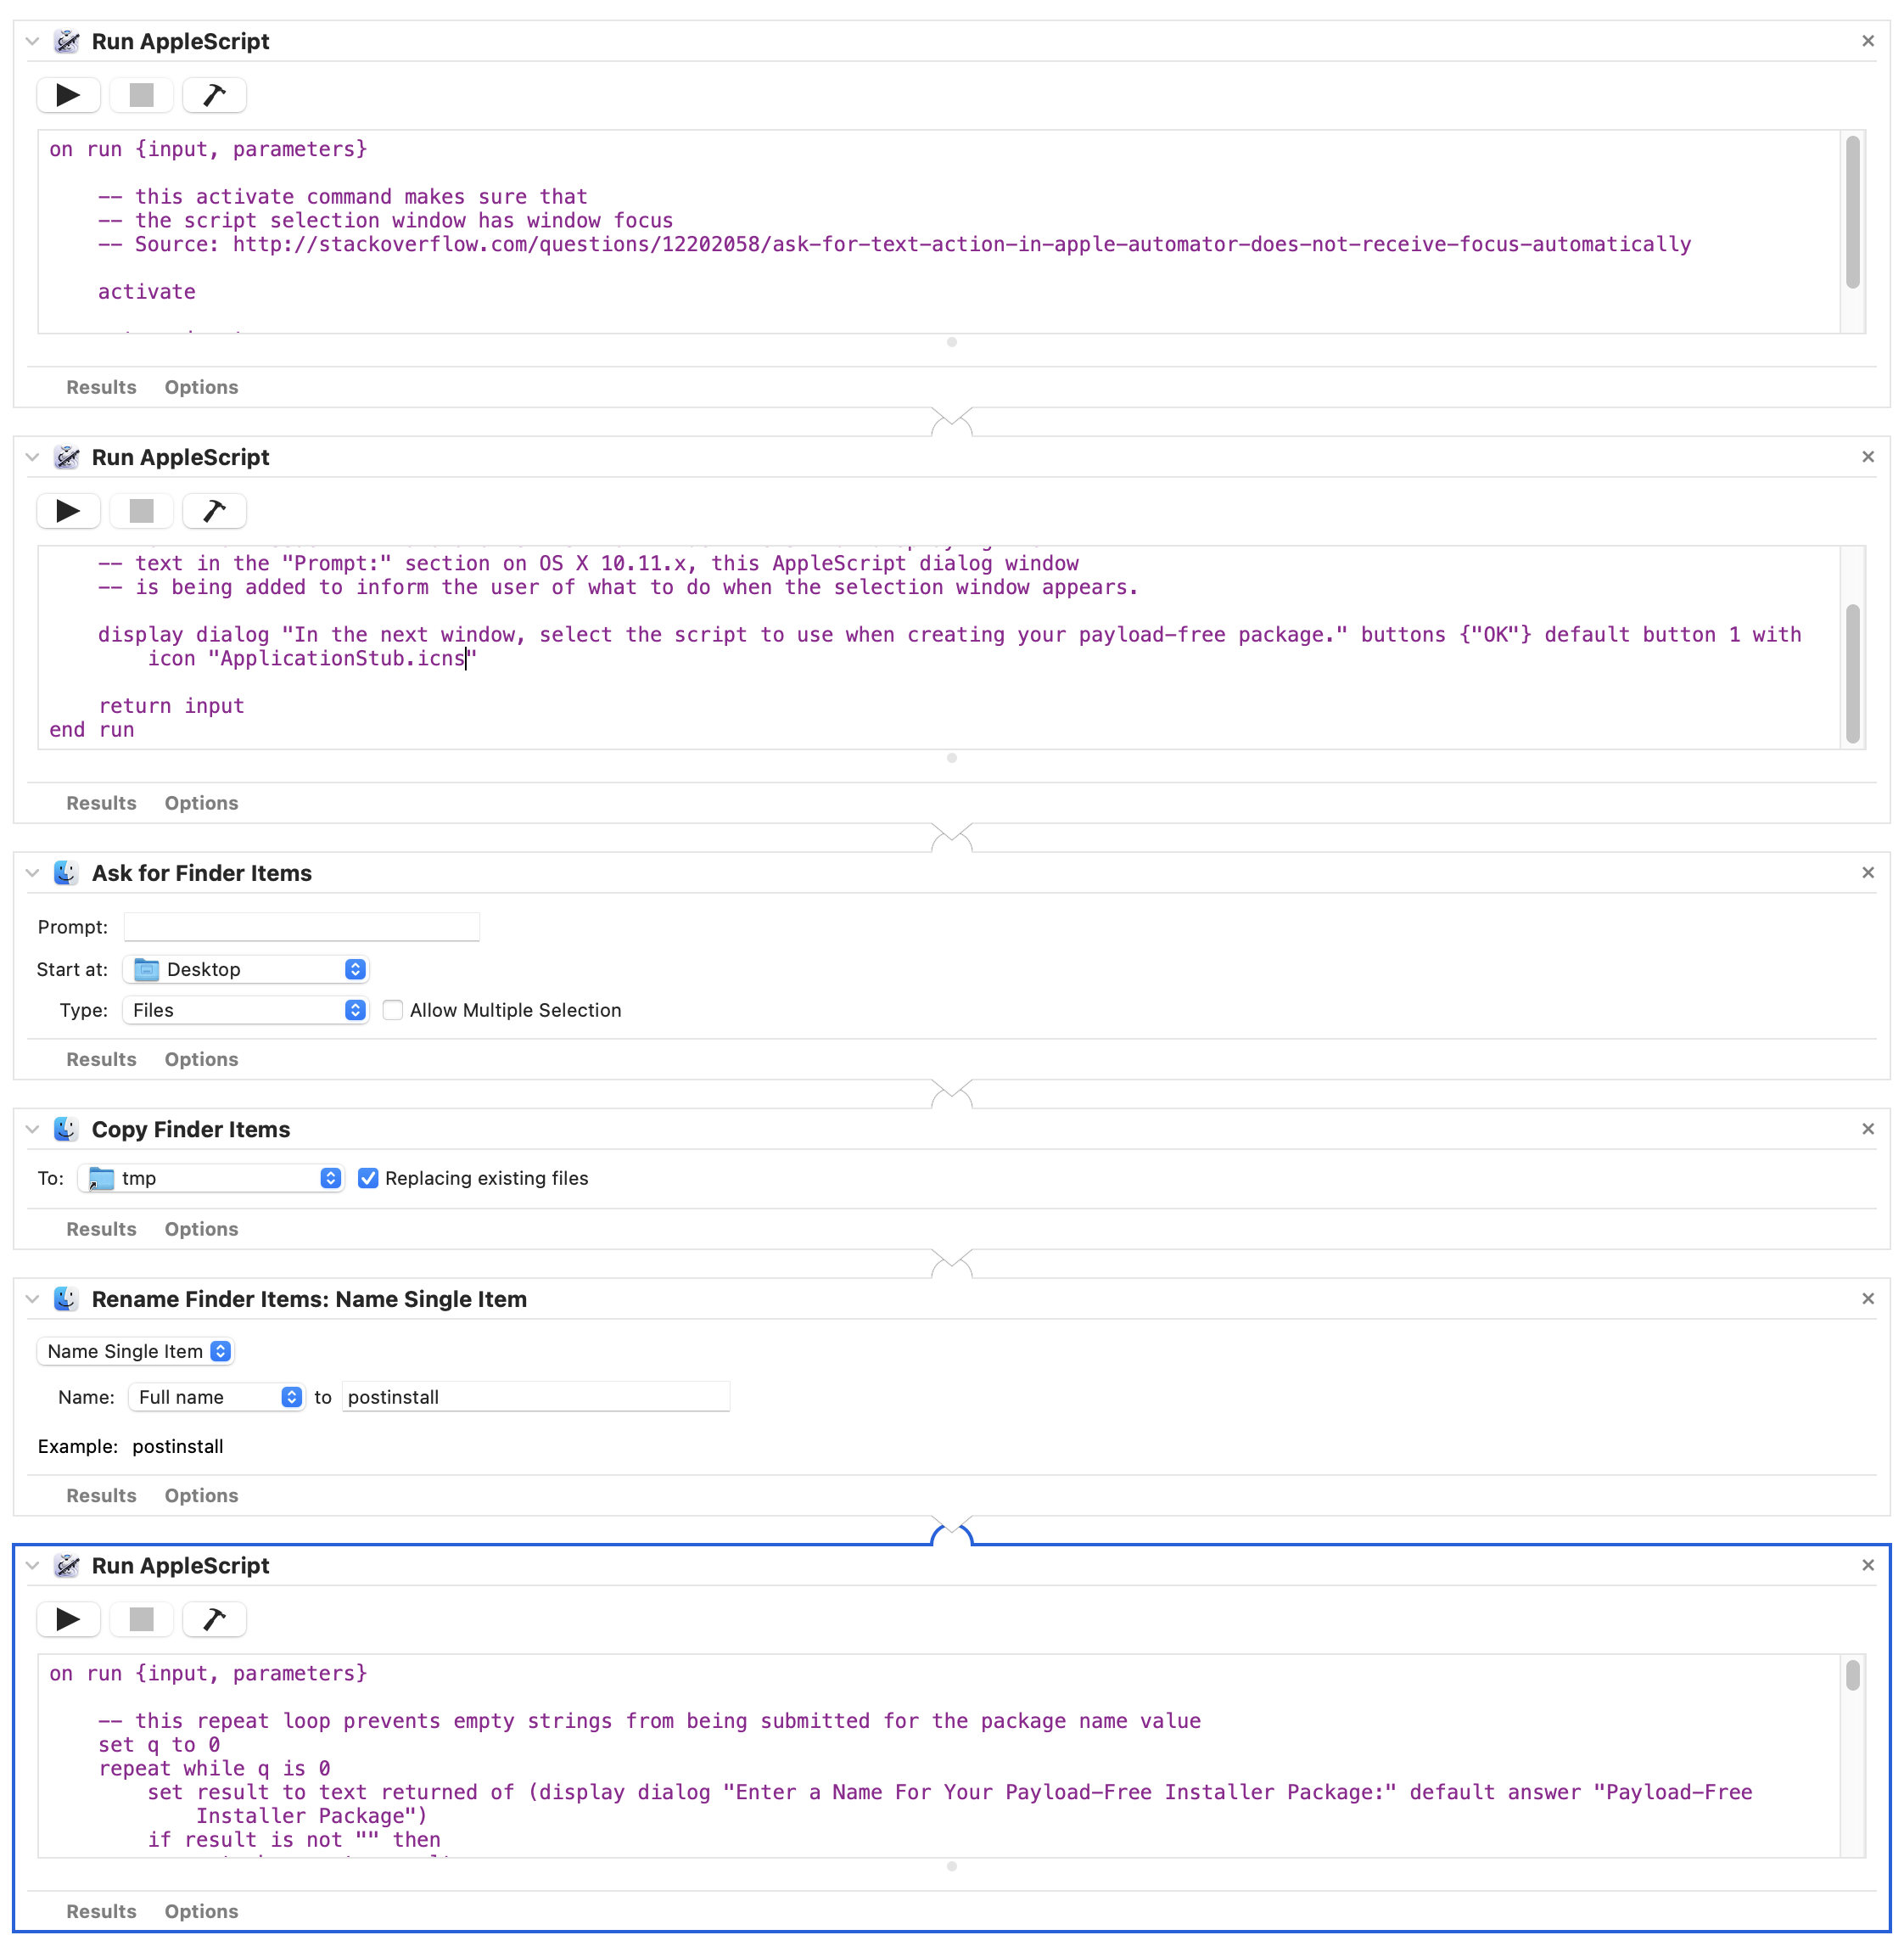 Run AppleScript
on run {input, parameters}
-- this activate command makes sure that
-- the script selection window has window focus
-- Source: http://stackoverflow.com/questions/12202058/ask-for-text-action-in-apple-automator-does-not-receive-focus-automatically
activate
Results Options
Run AppleScript
-- text in the "Prompt:" section on OS X 10.11.x, this AppleScript dialog window
-- is being added to inform the user of what to do when the selection window appears.
display dialog "In the next window, select the script to use when creating your payload-free package." buttons {"OK"} default button 1 with
icon "ApplicationStub.icns"
return input
end run
Results Options
Ask for Finder Items
Prompt:
Start at: Desktop
Type: Files Allow Multiple Selection
Results Options
Copy Finder Items
To: tmp Replacing existing files
Results Options
Rename Finder Items: Name Single Item
Name Single Item
Name: Full name to postinstall
Example: postinstall
Results Options
Run AppleScript
on run {input, parameters}
-- this repeat loop prevents empty strings from being submitted for the package name value
set q to 0
repeat while q is 0
set result to text returned of (display dialog "Enter a Name For Your Payload-Free Installer Package:" default answer "Payload-Free
Installer Package")
if result is not "" then
Results Options